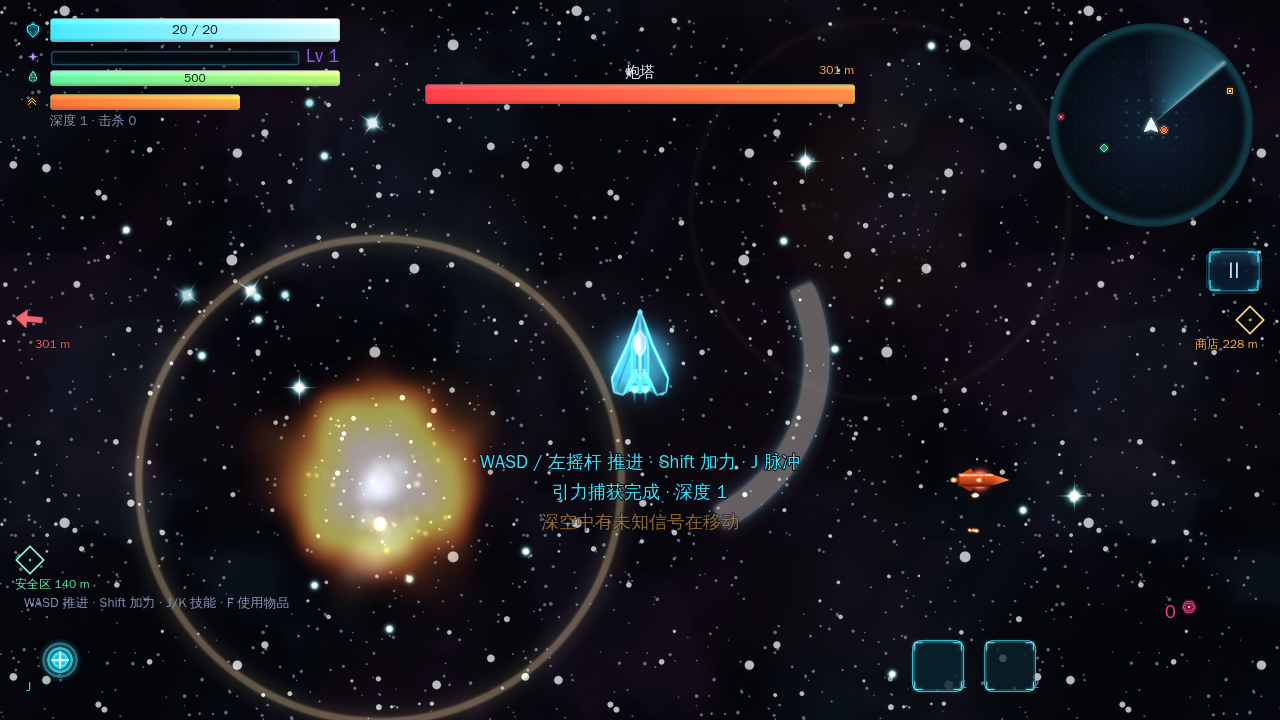 20 / 20
Lv 1
500
深度 1 · 击杀 0
炮塔
301 m
301 m
商店 228 m
WASD / 左摇杆 推进 · Shift 加力 · J 脉冲
引力捕获完成 · 深度 1
深空中有未知信号在移动
安全区 140 m
WASD 推进 · Shift 加力 · J/K 技能 · F 使用物品
0
J